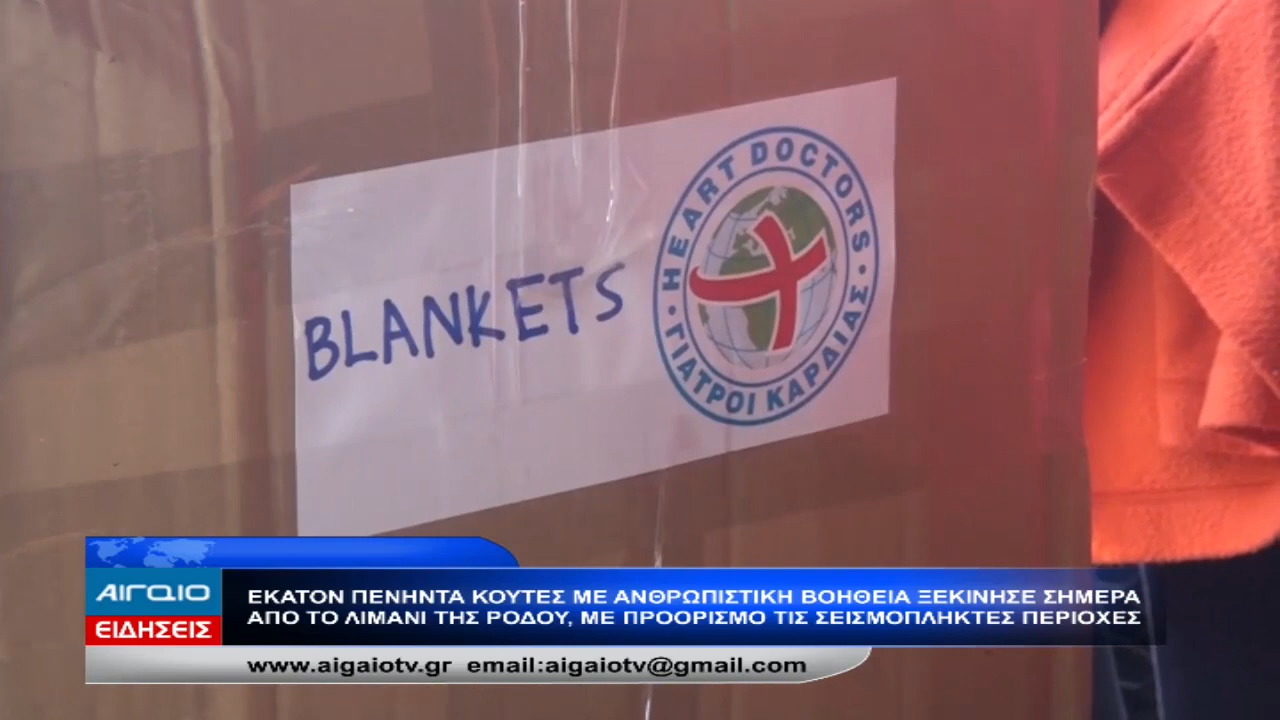 BLANKETS
HEART DOCTORS
ΓΙΑΤΡΟΙ ΚΑΡΔΙΑΣ
ΑΙΓΑΙΟ
ΕΙΔΗΣΕΙΣ
ΕΚΑΤΟΝ ΠΕΝΗΝΤΑ ΚΟΥΤΕΣ ΜΕ ΑΝΘΡΩΠΙΣΤΙΚΗ ΒΟΗΘΕΙΑ ΞΕΚΙΝΗΣΕ ΣΗΜΕΡΑ
ΑΠΟ ΤΟ ΛΙΜΑΝΙ ΤΗΣ ΡΟΔΟΥ, ΜΕ ΠΡΟΟΡΙΣΜΟ ΤΙΣ ΣΕΙΣΜΟΠΛΗΚΤΕΣ ΠΕΡΙΟΧΕΣ
www.aigaiotv.gr email:aigaiotv@gmail.com